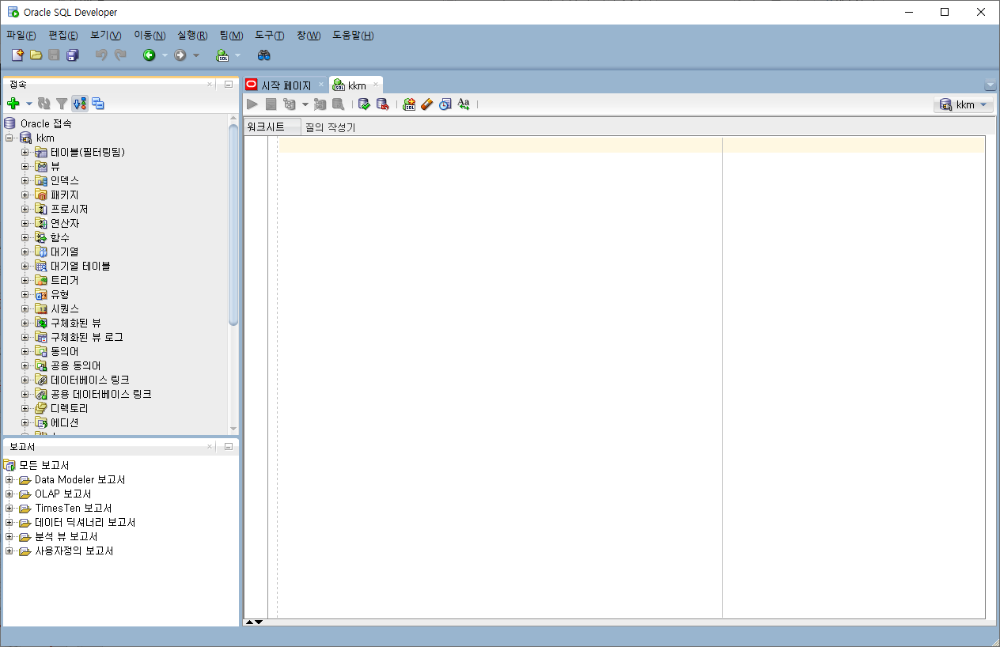 Oracle SQL Developer
파일(F) 편집(E) 보기(V) 이동(N) 실행(R) 팀(M) 도구(T) 창(W) 도움말(H)
접속
시작 페이지
kkm
kkm
워크시트
질의 작성기
Oracle 접속
kkm
테이블(필터링됨)
뷰
인덱스
패키지
프로시저
연산자
함수
대기열
대기열 테이블
트리거
유형
시퀀스
구체화된 뷰
구체화된 뷰 로그
동의어
공용 동의어
데이터베이스 링크
공용 데이터베이스 링크
디렉토리
에디션
보고서
모든 보고서
Data Modeler 보고서
OLAP 보고서
TimesTen 보고서
데이터 딕셔너리 보고서
분석 뷰 보고서
사용자정의 보고서